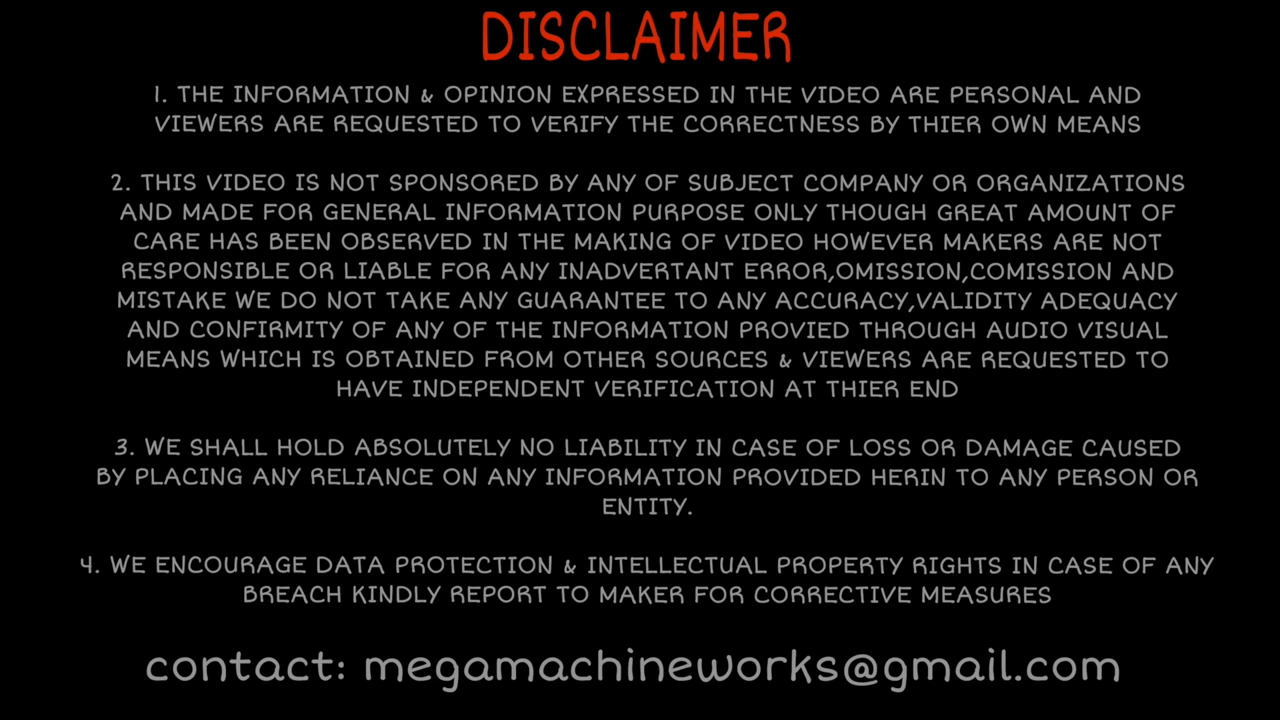 DISCLAIMER
1. THE INFORMATION & OPINION EXPRESSED IN THE VIDEO ARE PERSONAL AND
VIEWERS ARE REQUESTED TO VERIFY THE CORRECTNESS BY THIER OWN MEANS
2. THIS VIDEO IS NOT SPONSORED BY ANY OF SUBJECT COMPANY OR ORGANIZATIONS
AND MADE FOR GENERAL INFORMATION PURPOSE ONLY THOUGH GREAT AMOUNT OF
CARE HAS BEEN OBSERVED IN THE MAKING OF VIDEO HOWEVER MAKERS ARE NOT
RESPONSIBLE OR LIABLE FOR ANY INADVERTANT ERROR,OMISSION,COMISSION AND
MISTAKE WE DO NOT TAKE ANY GUARANTEE TO ANY ACCURACY,VALIDITY ADEQUACY
AND CONFIRMITY OF ANY OF THE INFORMATION PROVIED THROUGH AUDIO VISUAL
MEANS WHICH IS OBTAINED FROM OTHER SOURCES & VIEWERS ARE REQUESTED TO
HAVE INDEPENDENT VERIFICATION AT THIER END
3. WE SHALL HOLD ABSOLUTELY NO LIABILITY IN CASE OF LOSS OR DAMAGE CAUSED
BY PLACING ANY RELIANCE ON ANY INFORMATION PROVIDED HERIN TO ANY PERSON OR
ENTITY.
4. WE ENCOURAGE DATA PROTECTION & INTELLECTUAL PROPERTY RIGHTS IN CASE OF ANY
BREACH KINDLY REPORT TO MAKER FOR CORRECTIVE MEASURES
contact: megamachineworks@gmail.com